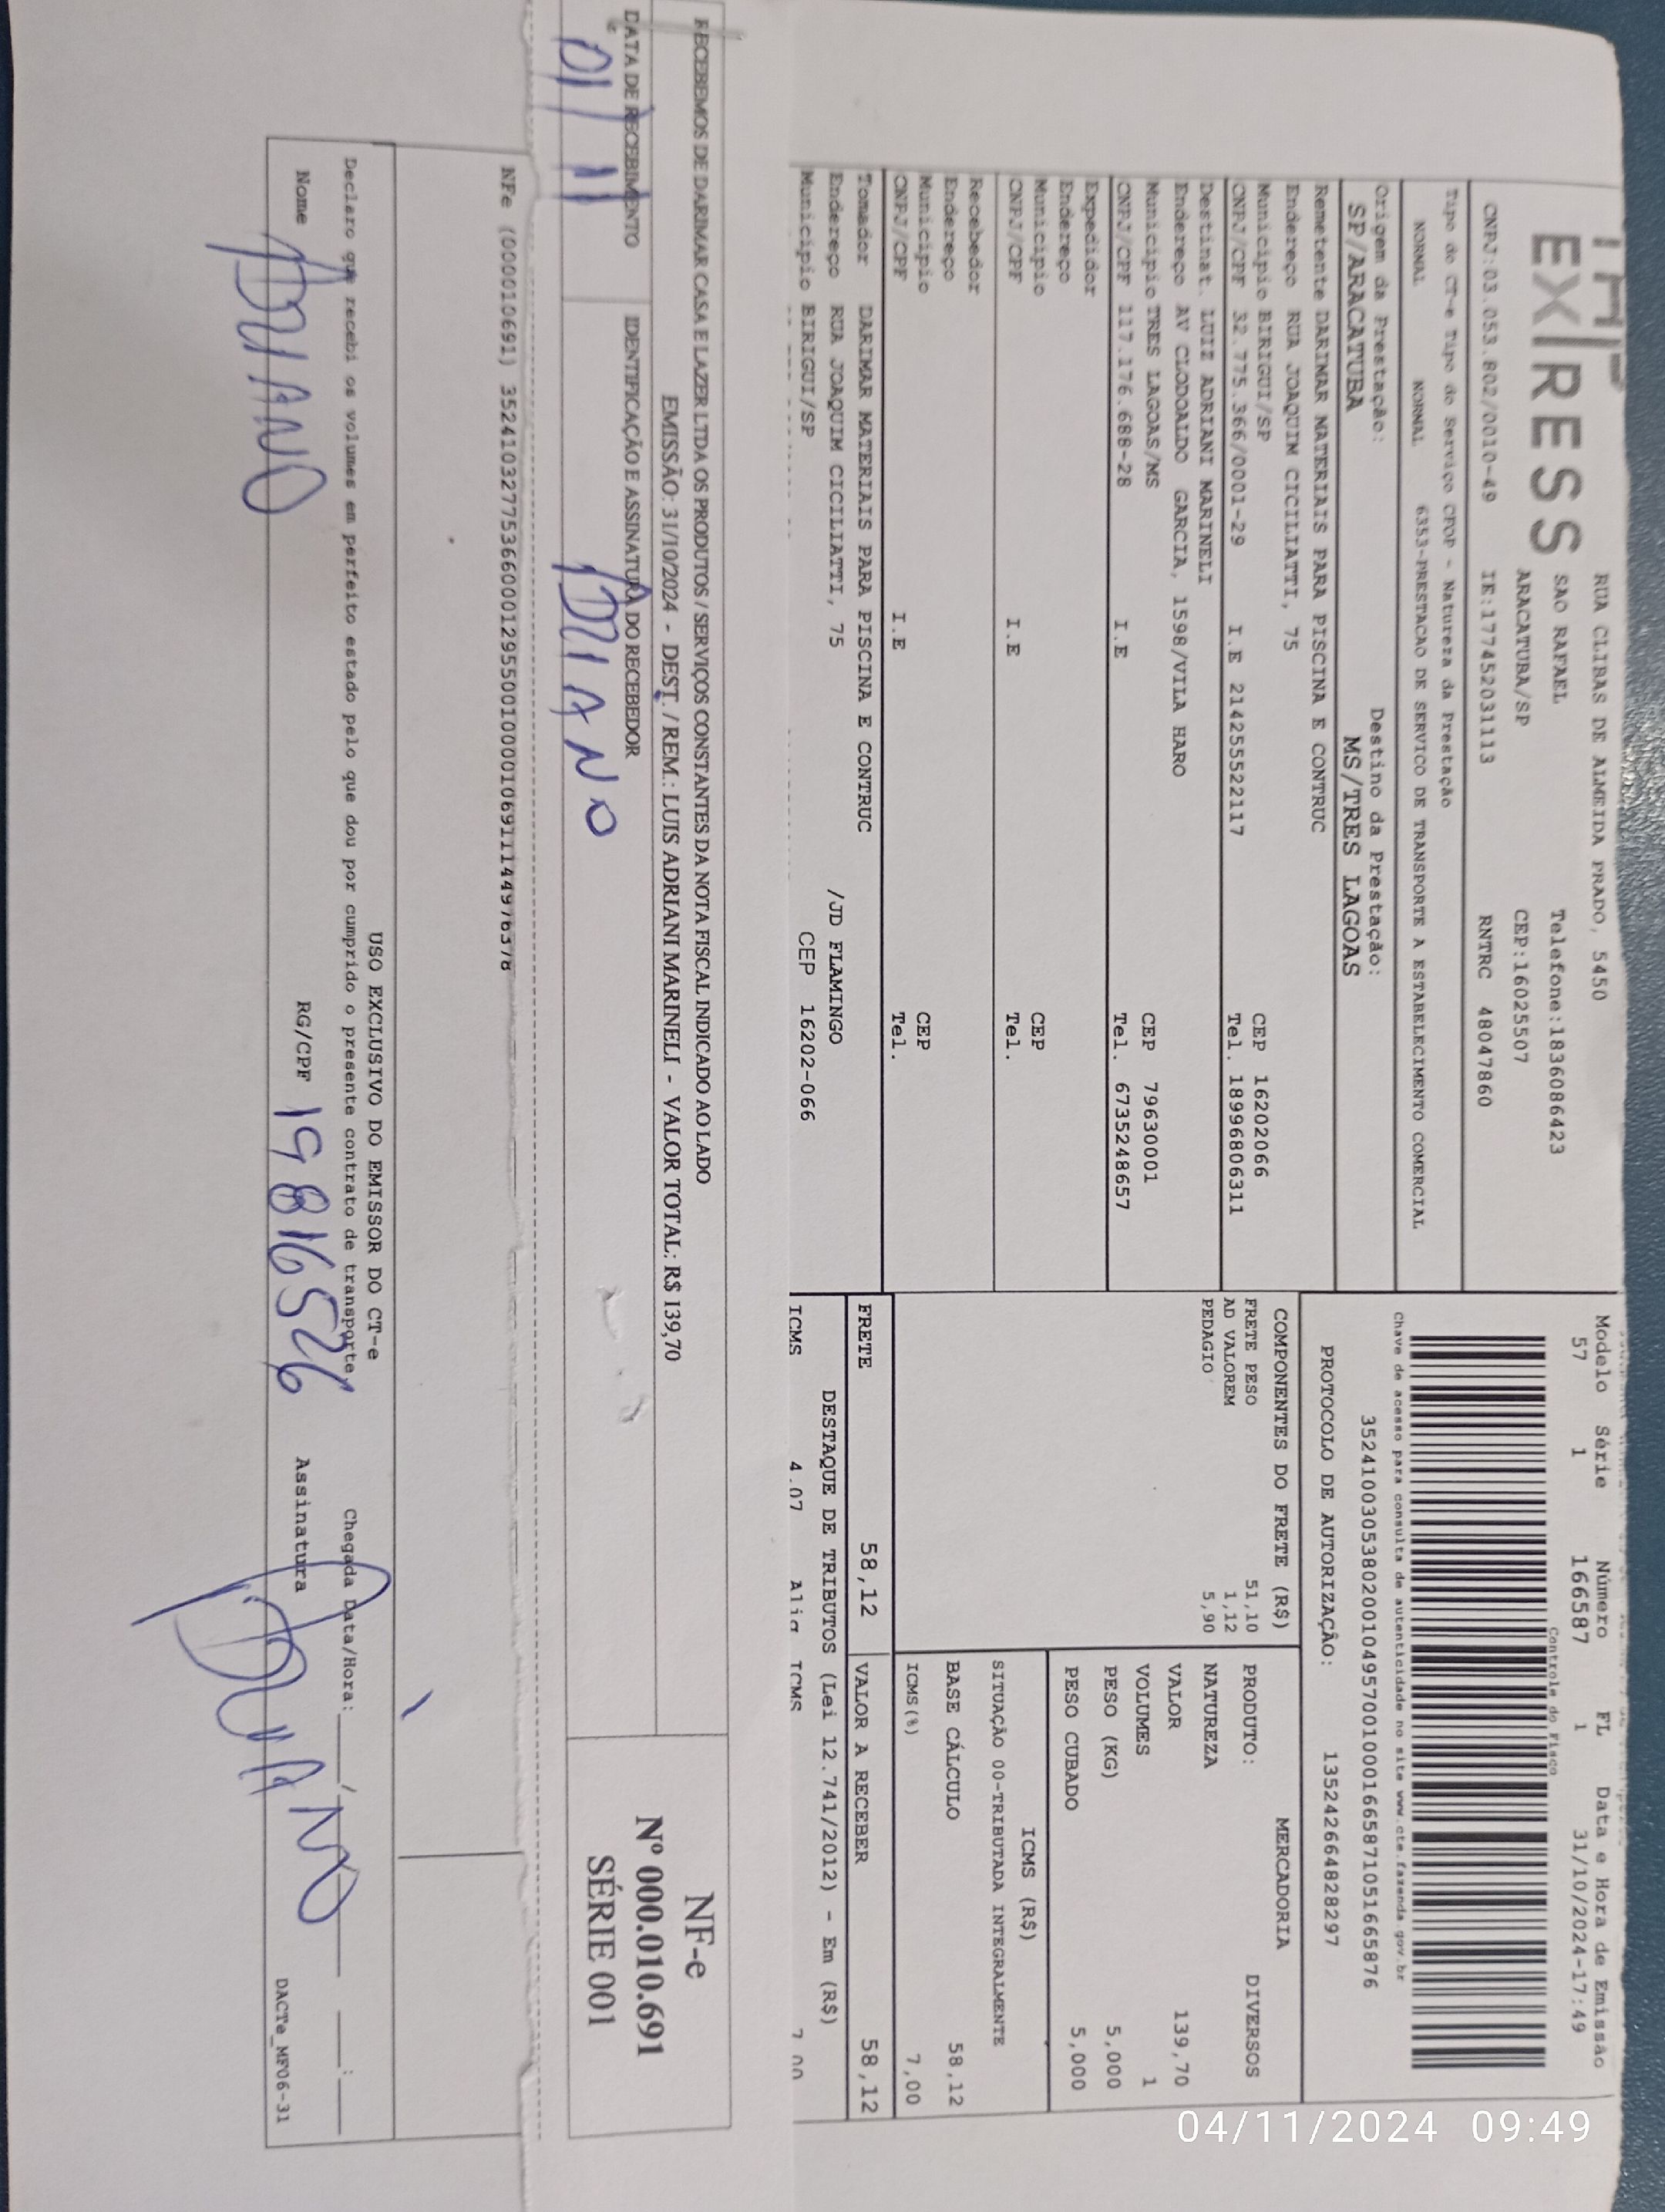 EXPRESS
RUA CLIBAS DE ALMEIDA PRADO, 5450
SAO RAFAEL Telefone:1836086423
ARACATUBA/SP CEP:16025507
CNPJ:03.053.802/0010-49 IE:177452031113 RNTRC 48047860
Modelo Série Número FL Data e Hora de Emissão
57 1 166587 1 31/10/2024-17:49
Controle do Fisco
Tipo do CT-e Tipo do Serviço CFOP - Natureza da Prestação
NORMAL NORMAL 6353-PRESTACAO DE SERVICO DE TRANSPORTE A ESTABELECIMENTO COMERCIAL
Chave de acesso para consulta de autenticidade no site www.cte.fazenda.gov.br
35241003053802001049570010001665871051665876
Origem da Prestação: Destino da Prestação:
SP/ARACATUBA MS/TRES LAGOAS
PROTOCOLO DE AUTORIZAÇÃO: 135242664828297
Remetente DARIMAR MATERIAIS PARA PISCINA E CONTRUC
Endereço RUA JOAQUIM CICILIATTI, 75
Municipio BIRIGUI/SP CEP 16202066
CNPJ/CPF 32.775.366/0001-29 I.E 214255522117 Tel. 18996806311
Destinat. LUIZ ADRIANI MARINELI
Endereço AV CLODOALDO GARCIA, 1598/VILA HARO
Municipio TRES LAGOAS/MS CEP 79630001
CNPJ/CPF 117.176.688-28 I.E Tel. 6735248657
Expedidor
Endereço
Municipio CEP
CNPJ/CPF I.E Tel.
Recebedor
Endereço
Municipio CEP
CNPJ/CPF I.E Tel.
Tomador DARIMAR MATERIAIS PARA PISCINA E CONTRUC
Endereço RUA JOAQUIM CICILIATTI, 75 /JD FLAMINGO
Municipio BIRIGUI/SP CEP 16202-066
COMPONENTES DO FRETE (R$)
FRETE PESO 51,10
AD VALOREM 1,12
PEDAGIO 5,90
MERCADORIA
PRODUTO: DIVERSOS
NATUREZA
VALOR 139,70
VOLUMES 1
PESO (KG) 5,000
PESO CUBADO 5,000
ICMS (R$)
SITUAÇÃO 00-TRIBUTADA INTEGRALMENTE
BASE CÁLCULO 58,12
ICMS(%) 7,00
FRETE 58,12 VALOR A RECEBER 58,12
DESTAQUE DE TRIBUTOS (Lei 12.741/2012) - Em (R$)
ICMS 4.07 Aliq ICMS 7,00
RECEBEMOS DE DARIMAR CASA E LAZER LTDA OS PRODUTOS / SERVIÇOS CONSTANTES DA NOTA FISCAL INDICADO AO LADO
EMISSÃO: 31/10/2024 - DEST. / REM.: LUIS ADRIANI MARINELI - VALOR TOTAL: R$ 139,70
DATA DE RECEBIMENTO IDENTIFICAÇÃO E ASSINATURA DO RECEBEDOR
01/11 ADRIANO
NF-e
Nº 000.010.691
SÉRIE 001
NFe (000010691) 35241032775366000129550010000106911144976378
USO EXCLUSIVO DO EMISSOR DO CT-e
Declaro que recebi os volumes em perfeito estado pelo que dou por cumprido o presente contrato de transporte. Chegada Data/Hora: / :
Nome ADRIANO RG/CPF 19816526 Assinatura
DACTe_MF06-31
04/11/2024 09:49